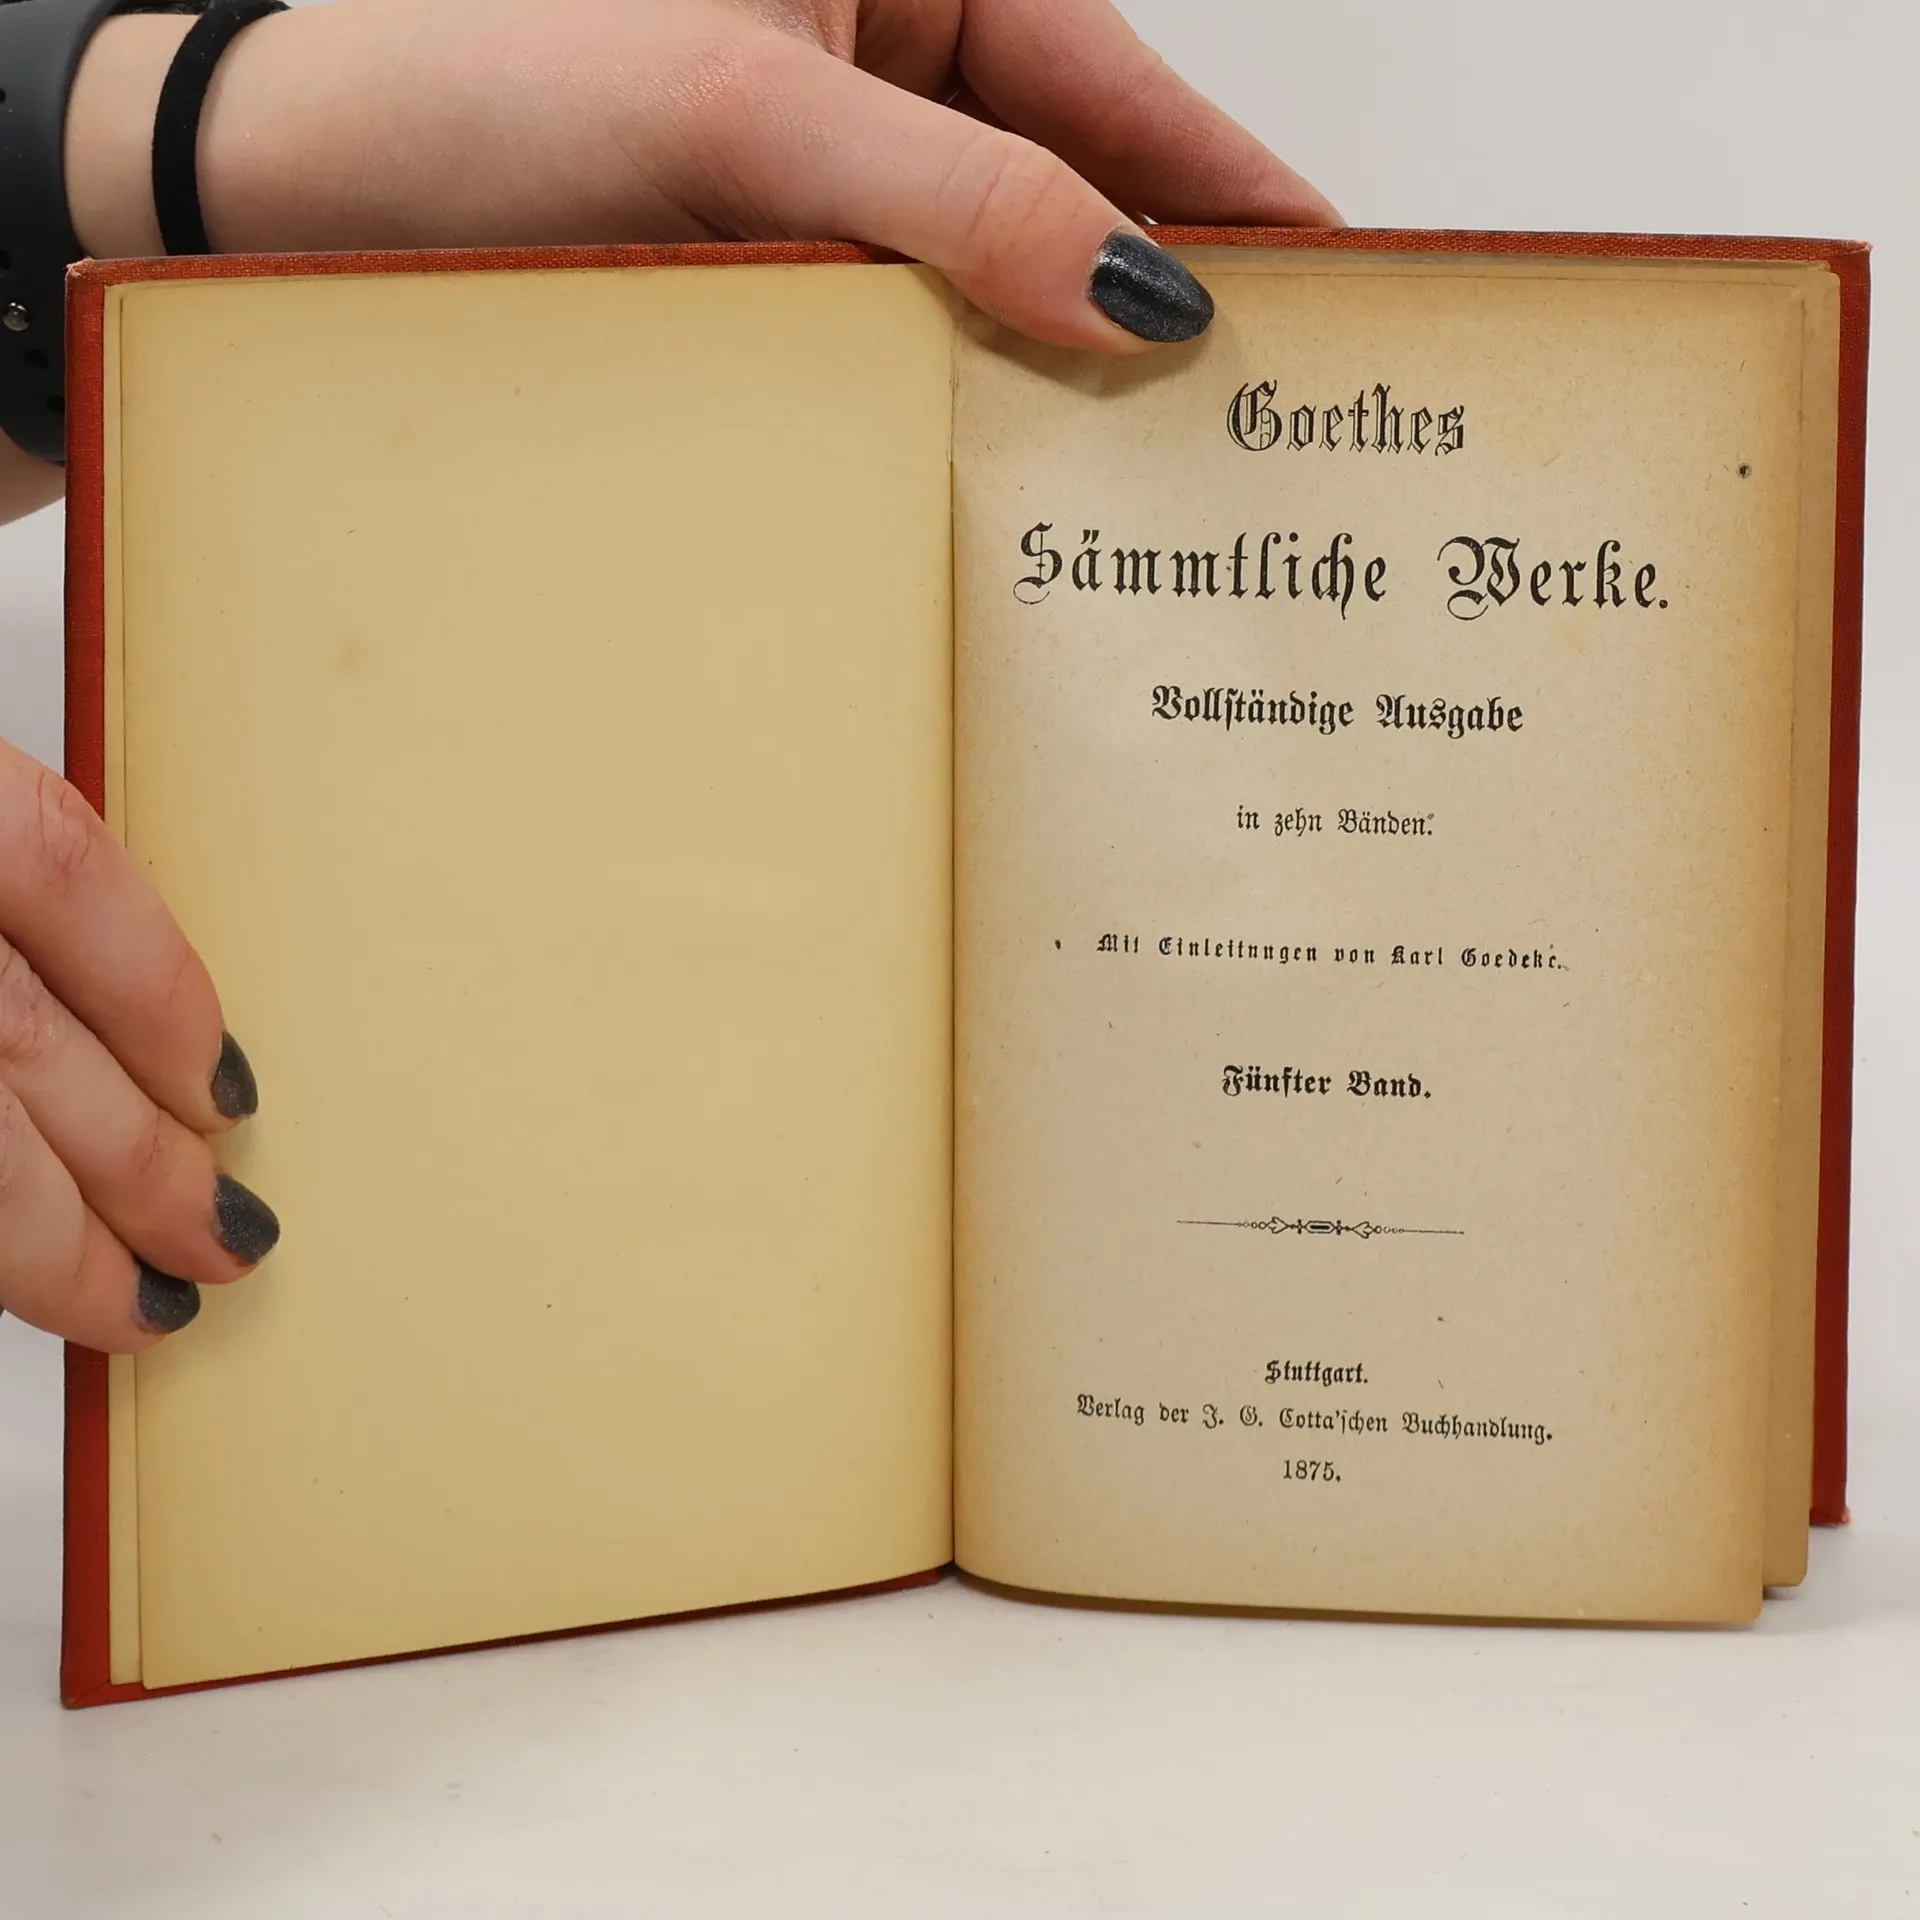 Goethes
Sämmtliche Werke.
Vollständige Ausgabe
in zehn Bänden.
Mit Einleitungen von Karl Goedeke.
Fünfter Band.
Stuttgart.
Verlag der J. G. Cotta'schen Buchhandlung.
1875.